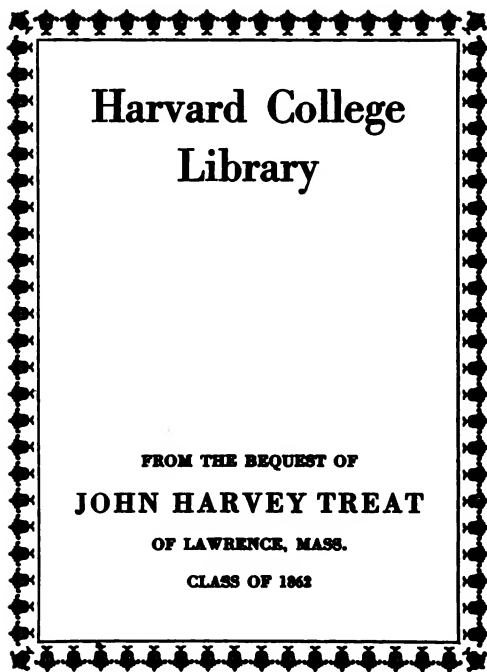 Harvard College
Library
FROM THE BEQUEST OF
JOHN HARVEY TREAT
OF LAWRENCE, MASS.
CLASS OF 1862